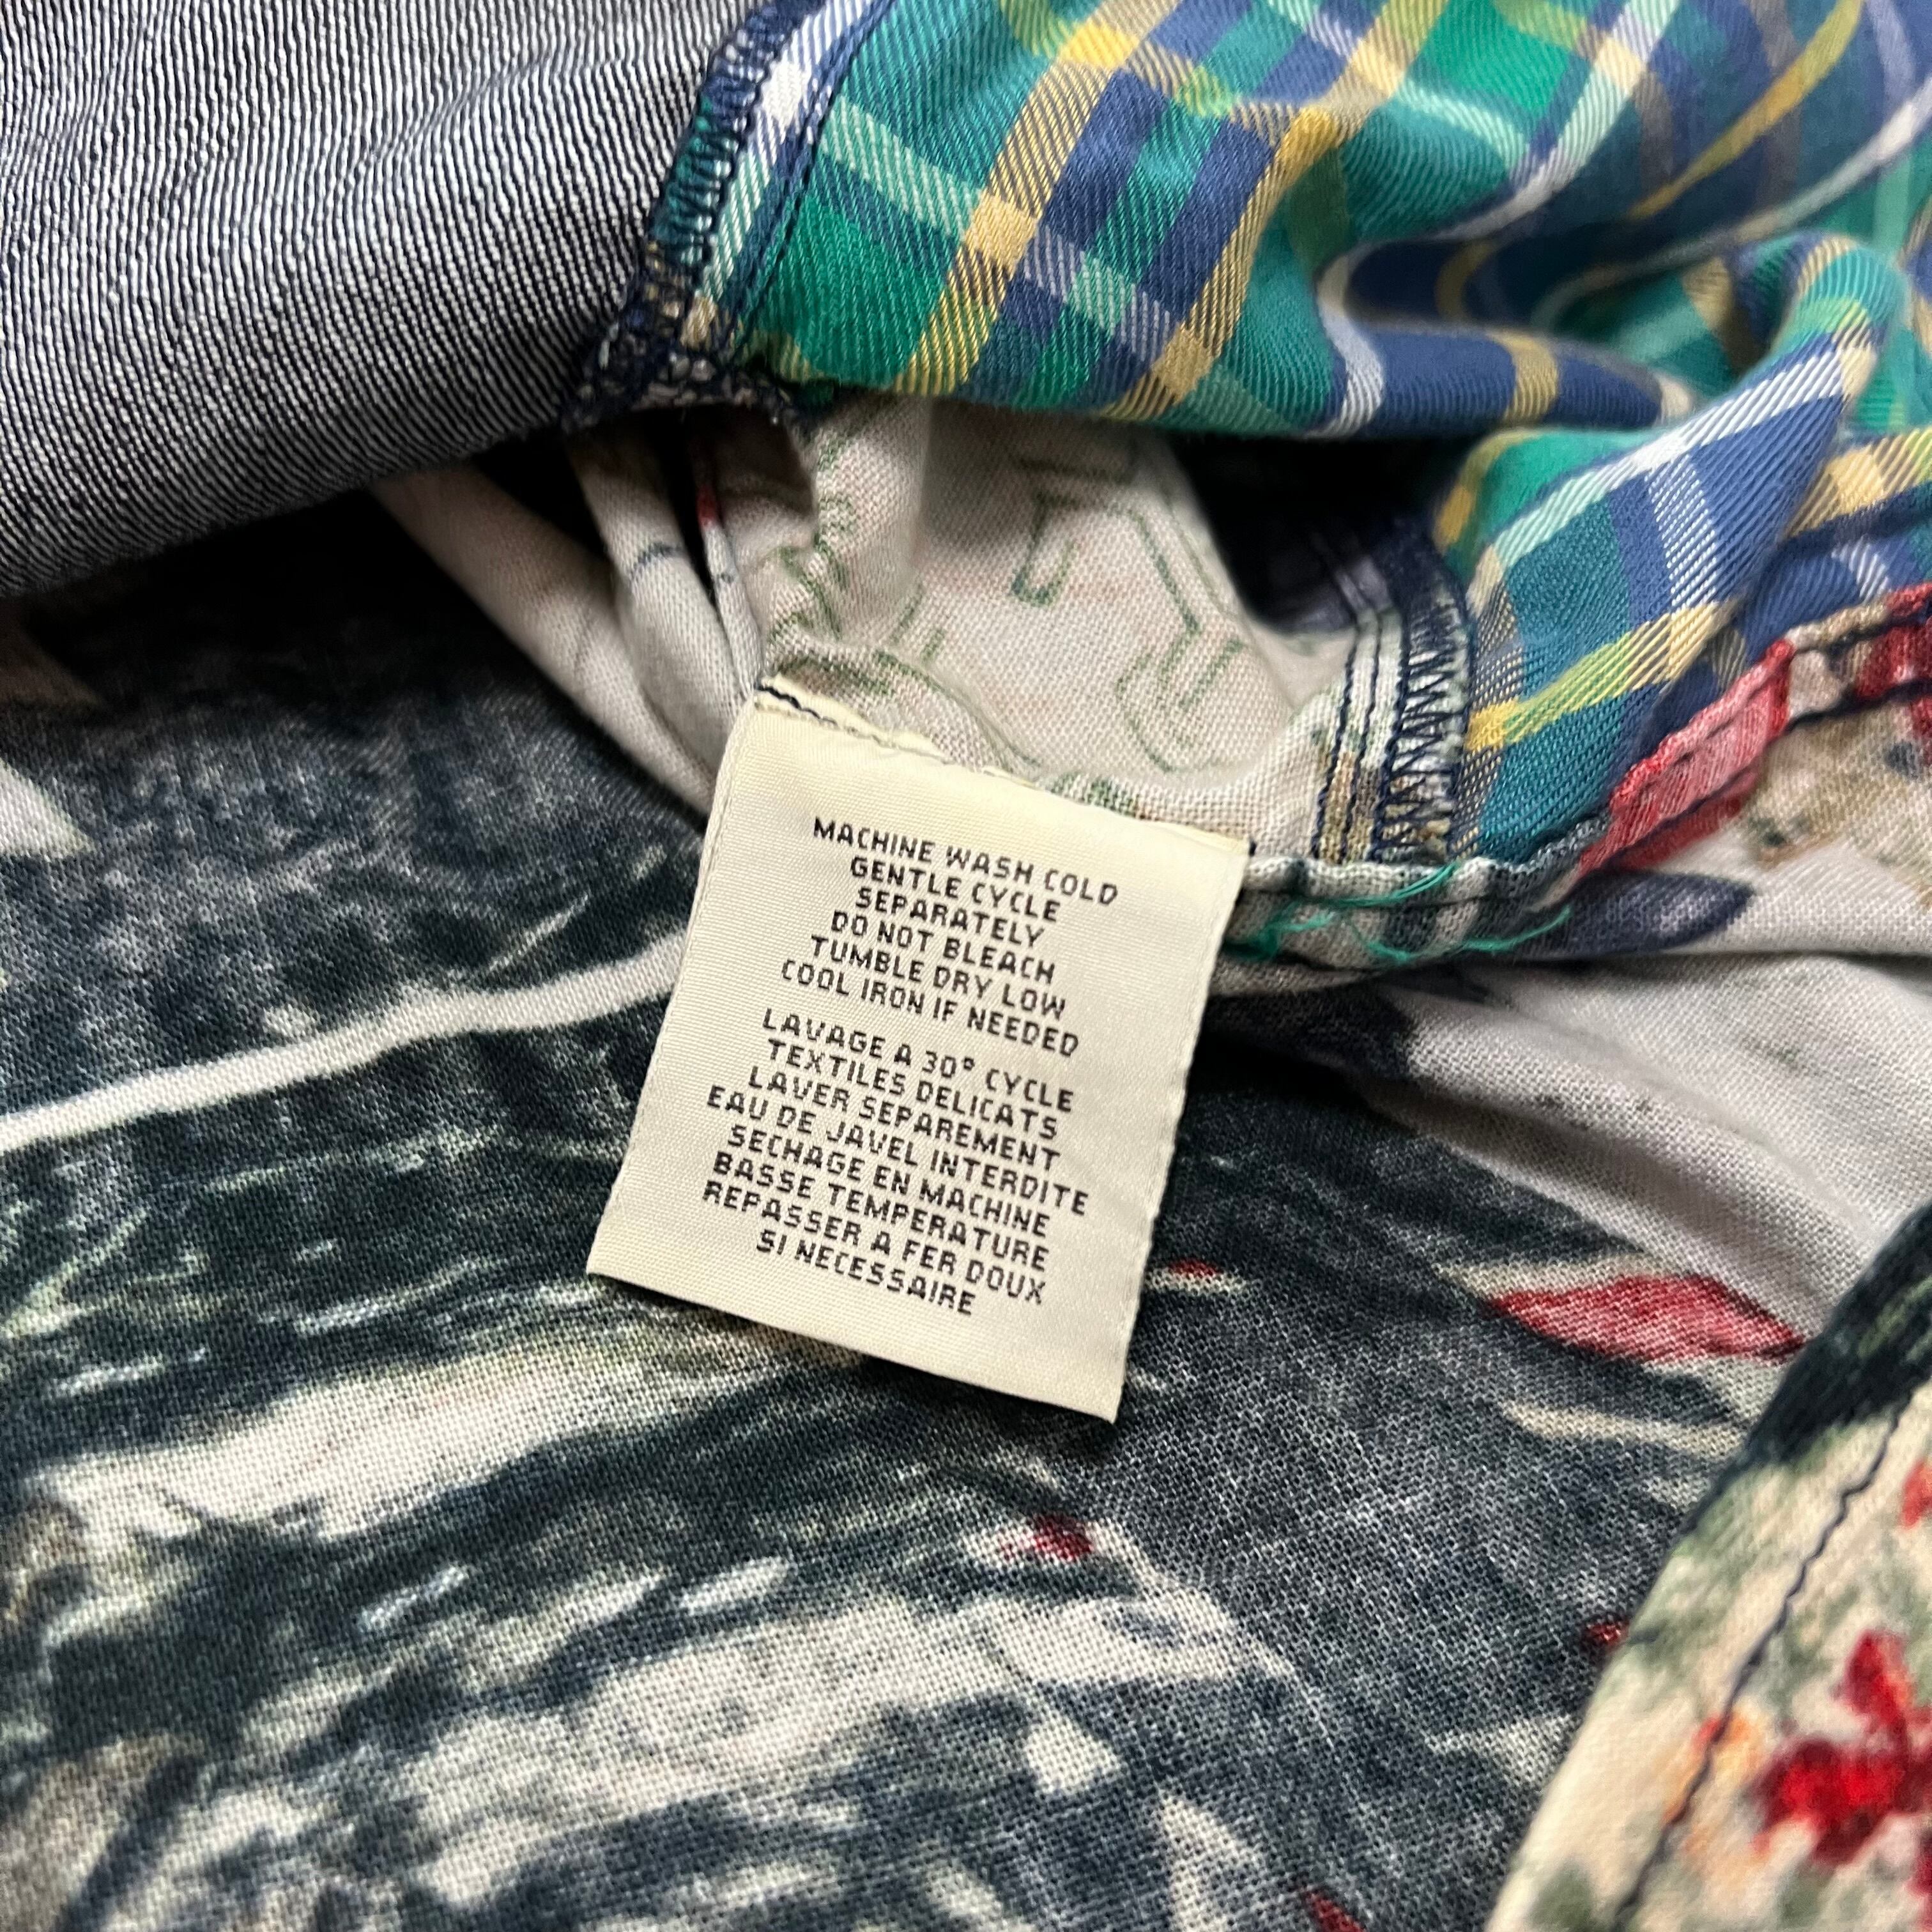 MACHINE WASH COLD
GENTLE CYCLE
SEPARATELY
DO NOT BLEACH
TUMBLE DRY LOW
COOL IRON IF NEEDED
LAVAGE A 30° CYCLE
TEXTILES DELICATS
LAVER SEPAREMENT
EAU DE JAVEL INTERDITE
SECHAGE EN MACHINE
BASSE TEMPERATURE
REPASSER A FER DOUX
SI NECESSAIRE